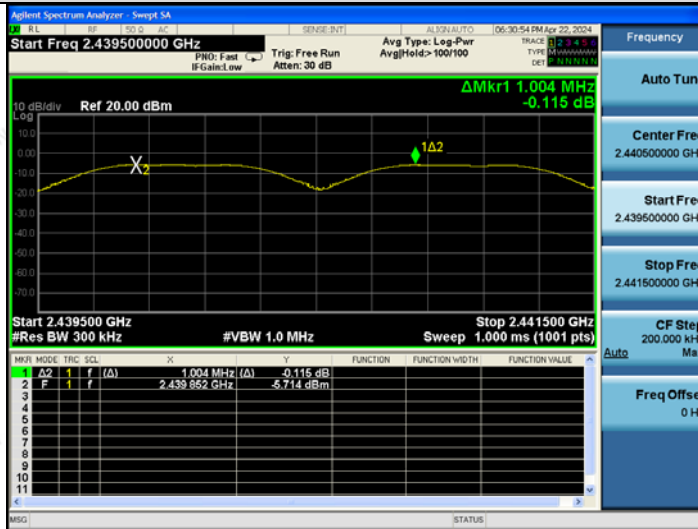 Agilent Spectrum Analyzer - Swept SA
RL RF 50 Ω AC SENSE:INT ALIGN AUTO 06:30:54 PM Apr 22, 2024
Start Freq 2.439500000 GHz
PNO: Fast
IFGain:Low
Trig: Free Run
Atten: 30 dB
Avg Type: Log-Pwr
Avg|Hold:> 100/100
TRACE 1 2 3 4 5 6
TYPE
DET P N N N N N
ΔMkr1 1.004 MHz
-0.115 dB
10 dB/div Ref 20.00 dBm
Log
10.0
0.00
-10.0
-20.0
-30.0
-40.0
-50.0
-60.0
-70.0
X2
1Δ2
Start 2.439500 GHz Stop 2.441500 GHz
#Res BW 300 kHz #VBW 1.0 MHz Sweep 1.000 ms (1001 pts)
MKR MODE TRC SCL X Y FUNCTION FUNCTION WIDTH FUNCTION VALUE
1 Δ2 1 f (Δ) 1.004 MHz (Δ) -0.115 dB
2 F 1 f 2.439 852 GHz -5.714 dBm
3
4
5
6
7
8
9
10
11
MSG STATUS
Frequency
Auto Tun
Center Fre
2.440500000 GH
Start Fre
2.439500000 GH
Stop Fre
2.441500000 GH
CF Step
200.000 kH
Auto Ma
Freq Offse
0 H